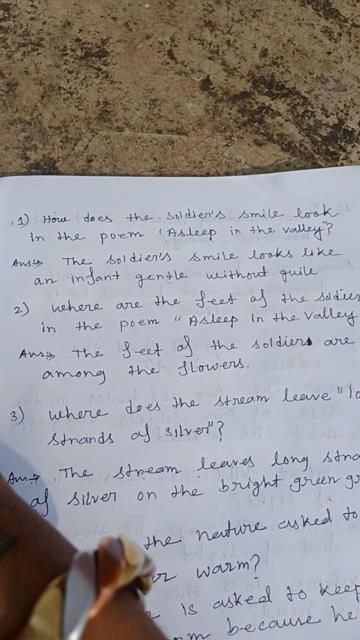 1) How does the soldier's smile look
in the poem "Asleep in the valley"?
Ans→ The soldier's smile looks like
an infant gentle without guile
2) where are the feet of the soldier
in the poem "Asleep in the valley
Ans→ The feet of the soldier are
among the flowers.
3) where does the stream leave "lo
strands of silver"?
Ans→ The stream leaves long stra
of silver on the bright green gr
the nature asked to
warm?
is asked to keep
because he